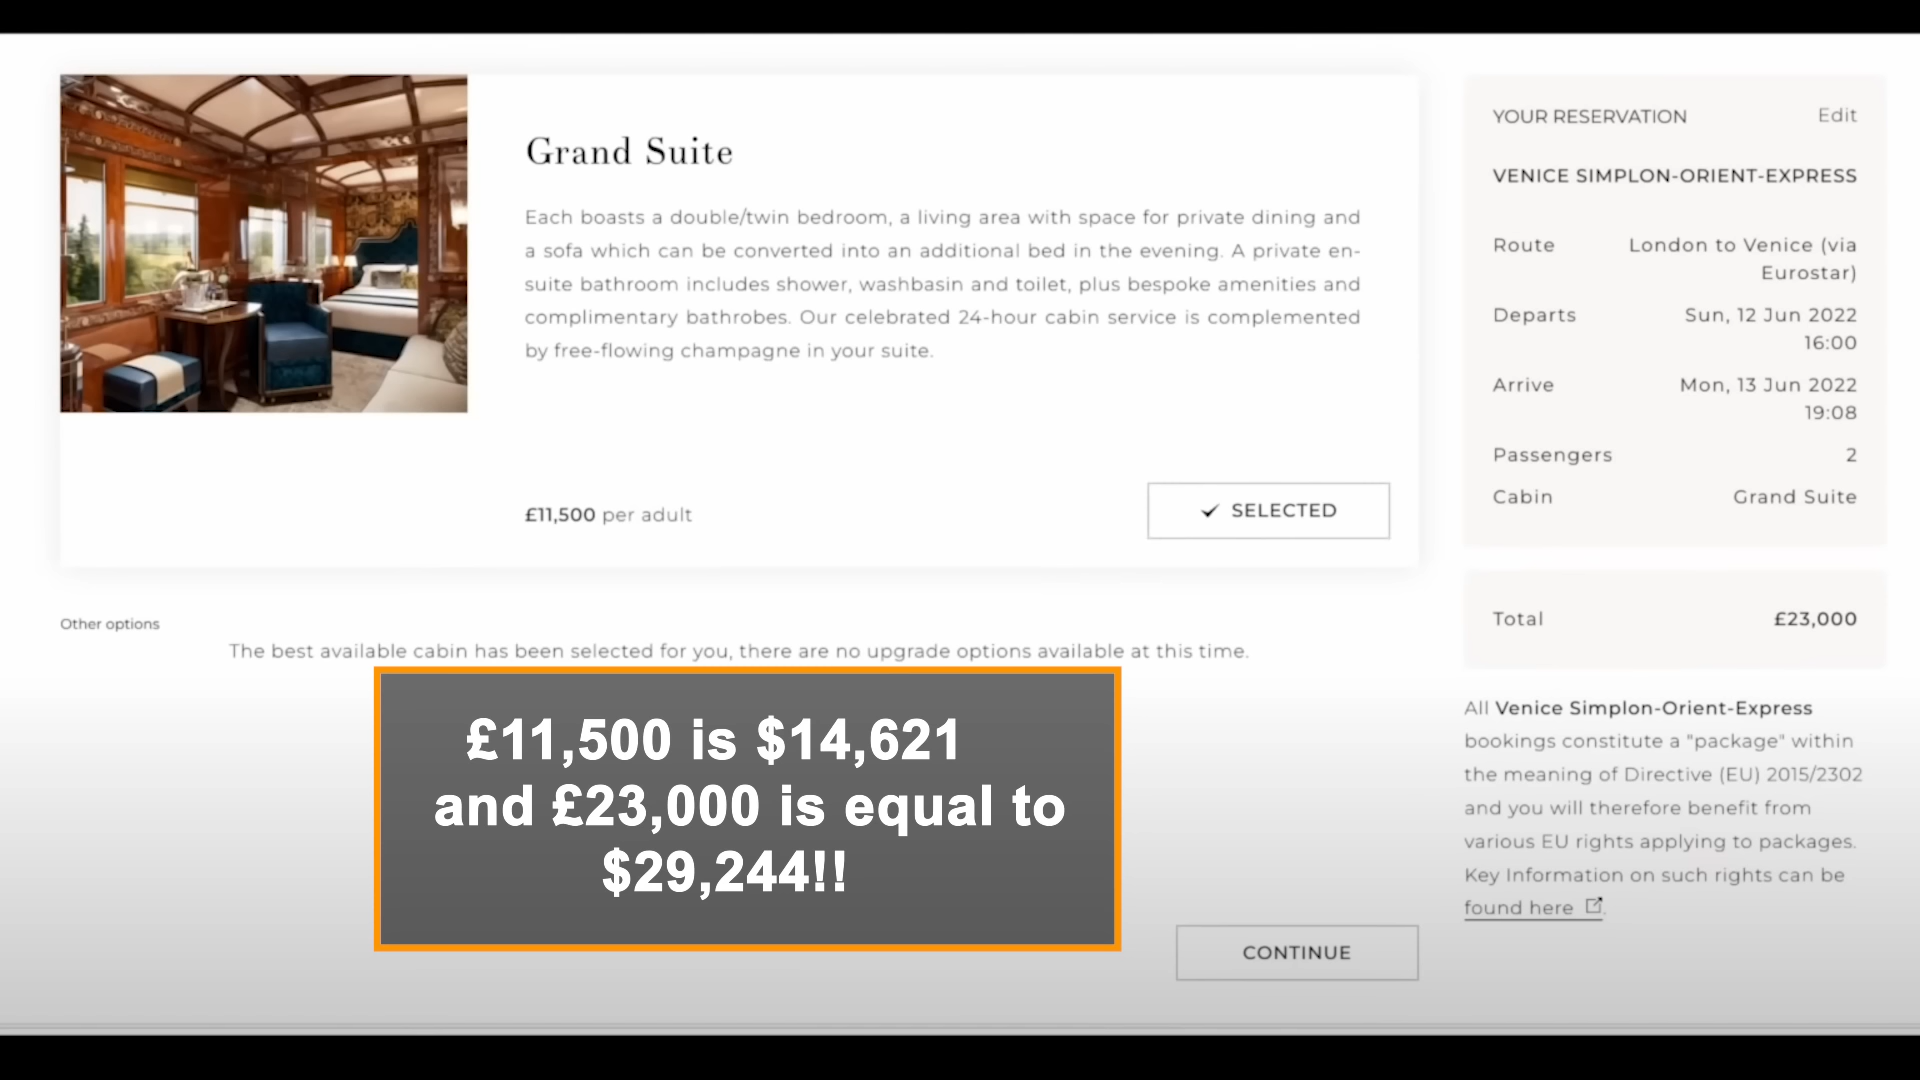 Grand Suite
Each boasts a double/twin bedroom, a living area with space for private dining and
a sofa which can be converted into an additional bed in the evening. A private en-
suite bathroom includes shower, washbasin and toilet, plus bespoke amenities and
complimentary bathrobes. Our celebrated 24-hour cabin service is complemented
by free-flowing champagne in your suite.
£11,500 per adult
SELECTED
Other options
The best available cabin has been selected for you, there are no upgrade options available at this time.
£11,500 is $14,621
and £23,000 is equal to
$29,244!!
CONTINUE
YOUR RESERVATION Edit
VENICE SIMPLON-ORIENT-EXPRESS
Route London to Venice (via
Eurostar)
Departs Sun, 12 Jun 2022
16:00
Arrive Mon, 13 Jun 2022
19:08
Passengers 2
Cabin Grand Suite
Total £23,000
All Venice Simplon-Orient-Express
bookings constitute a "package" within
the meaning of Directive (EU) 2015/2302
and you will therefore benefit from
various EU rights applying to packages.
Key Information on such rights can be
found here .